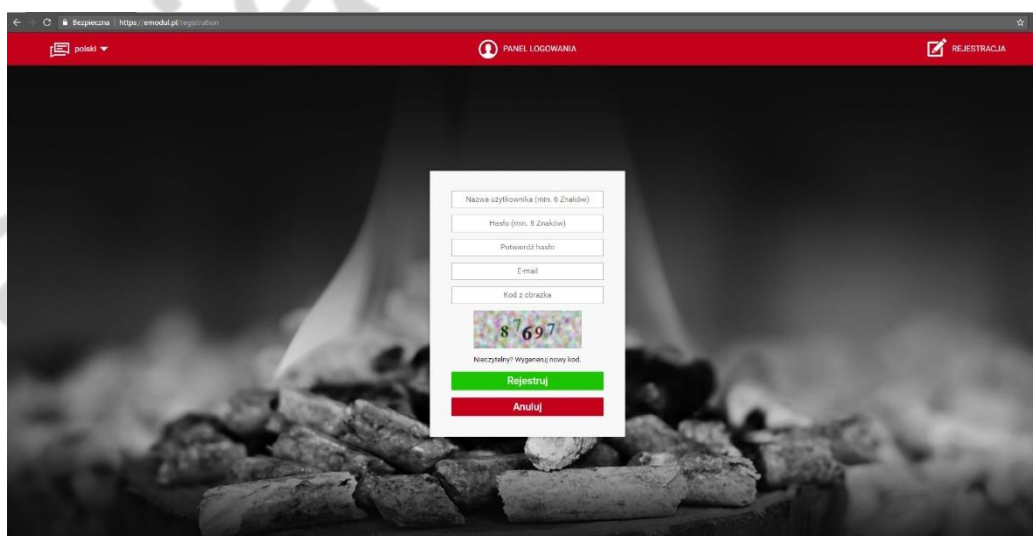 Bezpieczna | https://emodul.pl/registration
polski
PANEL LOGOWANIA
REJESTRACJA
Nazwa użytkownika (min. 6 Znaków)
Hasło (min. 8 Znaków)
Potwierdź hasło
E-mail
Kod z obrazka
87697
Nieczytelny? Wygeneruj nowy kod.
Rejestruj
Anuluj